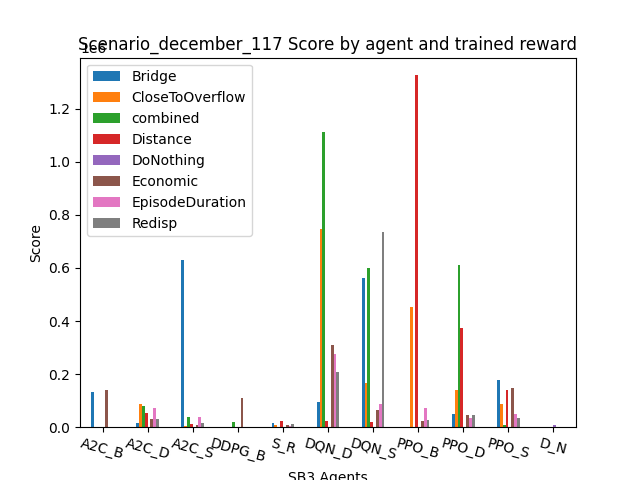 Scenario_december_117 Score by agent and trained reward
1e6
Bridge
CloseToOverflow
combined
Distance
DoNothing
Economic
EpisodeDuration
Redisp
1.2
1.0
0.8
0.6
0.4
0.2
0.0
Score
A2C_B A2C_D A2C_S DDPG_B S_R DQN_D DQN_S PPO_B PPO_D PPO_S D_N
SB3 Agents